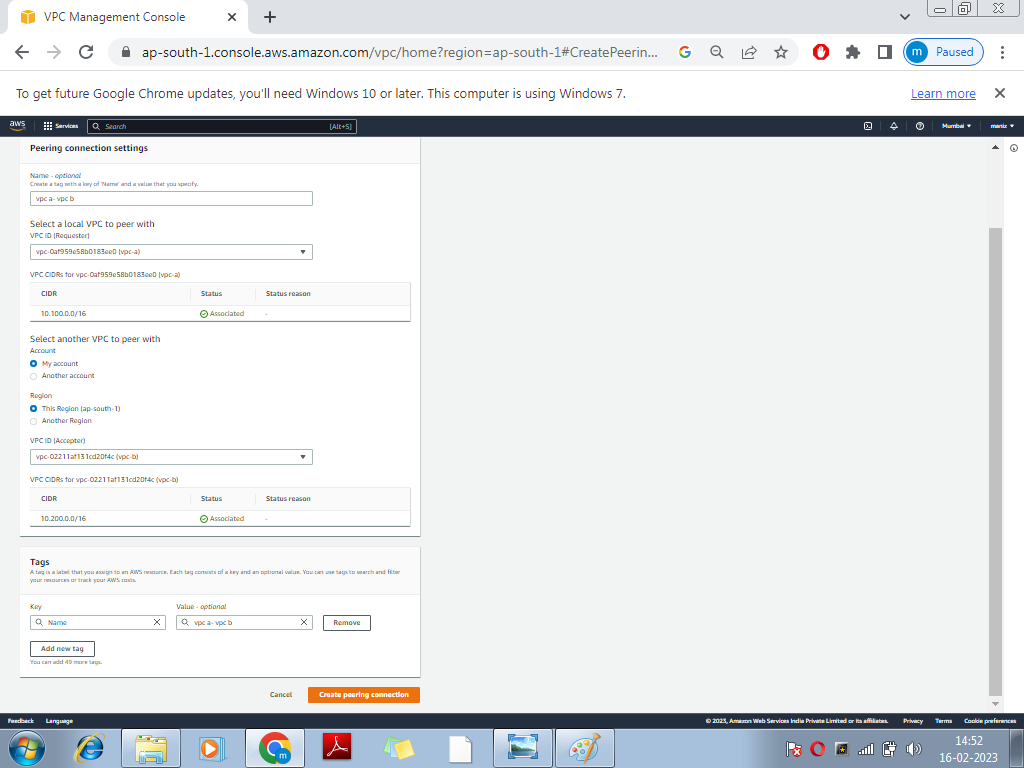 VPC Management Console
ap-south-1.console.aws.amazon.com/vpc/home?region=ap-south-1#CreatePeerin...
m Paused
To get future Google Chrome updates, you'll need Windows 10 or later. This computer is using Windows 7.
Learn more
aws Services Search [Alt+S] Mumbai maniz
Peering connection settings
Name - optional
Create a tag with a key of 'Name' and a value that you specify.
vpc a- vpc b
Select a local VPC to peer with
VPC ID (Requester)
vpc-0af959e58b0183ee0 (vpc-a)
VPC CIDRs for vpc-0af959e58b0183ee0 (vpc-a)
CIDR Status Status reason
10.100.0.0/16 Associated -
Select another VPC to peer with
Account
My account
Another account
Region
This Region (ap-south-1)
Another Region
VPC ID (Accepter)
vpc-02211af131cd20f4c (vpc-b)
VPC CIDRs for vpc-02211af131cd20f4c (vpc-b)
CIDR Status Status reason
10.200.0.0/16 Associated -
Tags
A tag is a label that you assign to an AWS resource. Each tag consists of a key and an optional value. You can use tags to search and filter
your resources or track your AWS costs.
Key Value - optional
Name vpc a- vpc b Remove
Add new tag
You can add 49 more tags.
Cancel Create peering connection
Feedback Language © 2023, Amazon Web Services India Private Limited or its affiliates. Privacy Terms Cookie preferences
14:52
16-02-2023